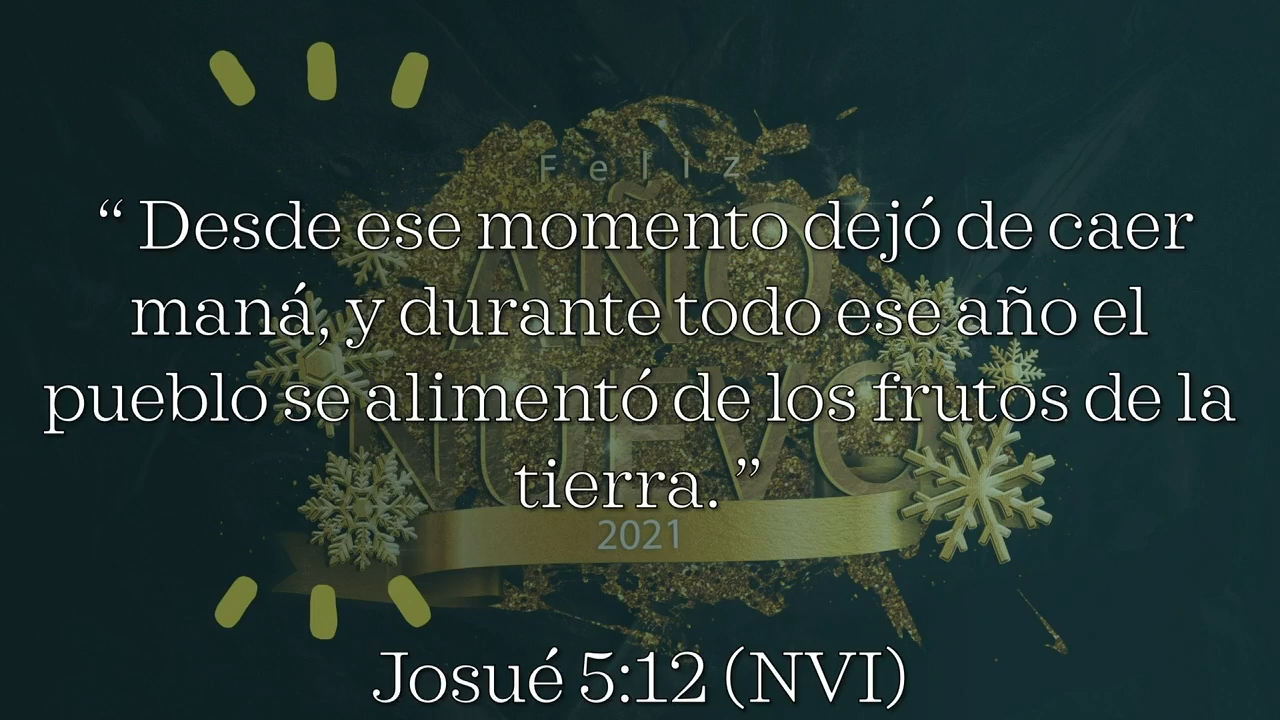 Feliz
“ Desde ese momento dejó de caer
AÑO
maná, y durante todo ese año el
pueblo se alimentó de los frutos de la
NUEVO
tierra. ”
2021
Josué 5:12 (NVI)